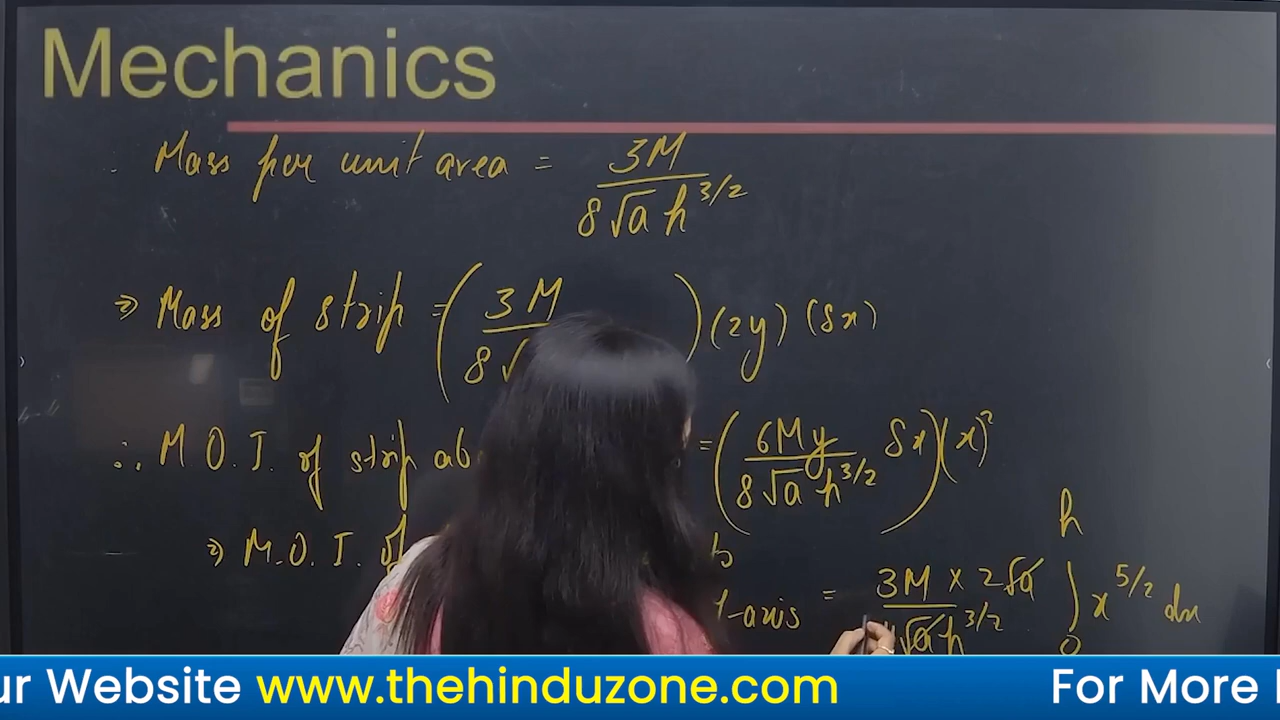 Mechanics
∴ Mass per unit area = 3M / 8√a h^3/2
⇒ Mass of strip = ( 3M / 8√ ) (2y) (δx)
∴ M.O.I. of strip ab = ( 6My / 8√a h^3/2 δx ) (x)²
⇒ M.O.I. of
-axis = 3M × 2√a / √a h^3/2 ∫₀^h x^5/2 dx
ur Website www.thehinduzone.com For More